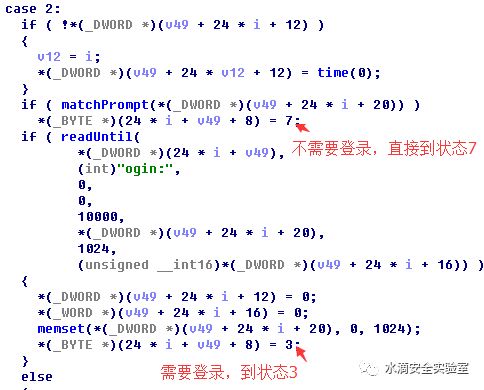 case 2:
if ( !*(_DWORD *)(v49 + 24 * i + 12) )
{
v12 = i;
*(_DWORD *)(v49 + 24 * v12 + 12) = time(0);
}
if ( matchPrompt(*(_DWORD *)(v49 + 24 * i + 20)) )
*(_BYTE *)(24 * i + v49 + 8) = 7;
if ( readUntil(
*(_DWORD *)(24 * i + v49),
不需要登录，直接到状态7
(int)"ogin:",
0,
0,
10000,
*(_DWORD *)(v49 + 24 * i + 20),
1024,
(unsigned __int16)*(_DWORD *)(v49 + 24 * i + 16)) )
{
*(_DWORD *)(v49 + 24 * i + 12) = 0;
*(_WORD *)(v49 + 24 * i + 16) = 0;
memset(*(_DWORD *)(v49 + 24 * i + 20), 0, 1024);
*(_BYTE *)(24 * i + v49 + 8) = 3;
}
需要登录，到状态3
水滴安全实验室
else